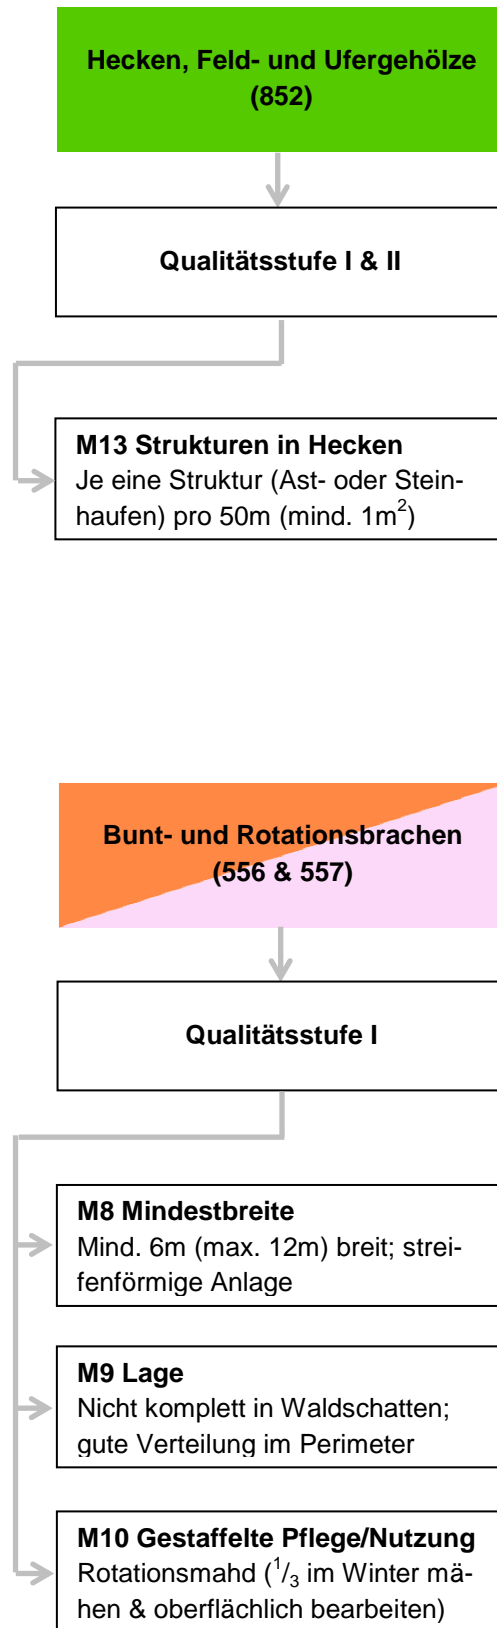 Hecken, Feld- und Ufergehölze
(852)
Qualitätsstufe I & II
M13 Strukturen in Hecken
Je eine Struktur (Ast- oder Stein-
haufen) pro 50m (mind. 1m²)
Bunt- und Rotationsbrachen
(556 & 557)
Qualitätsstufe I
M8 Mindestbreite
Mind. 6m (max. 12m) breit; strei-
fenförmige Anlage
M9 Lage
Nicht komplett in Waldschatten;
gute Verteilung im Perimeter
M10 Gestaffelte Pflege/Nutzung
Rotationsmahd (¹/₃ im Winter mä-
hen & oberflächlich bearbeiten)